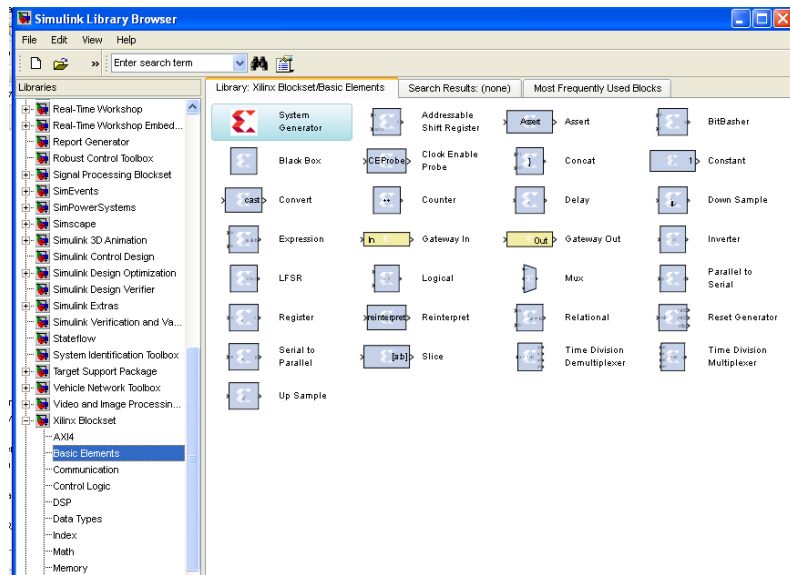 Simulink Library Browser
File Edit View Help
» Enter search term
Libraries
Library: Xilinx Blockset/Basic Elements Search Results: (none) Most Frequently Used Blocks
Real-Time Workshop
Real-Time Workshop Embed...
Report Generator
Robust Control Toolbox
Signal Processing Blockset
SimEvents
SimPowerSystems
Simscape
Simulink 3D Animation
Simulink Control Design
Simulink Design Optimization
Simulink Design Verifier
Simulink Extras
Simulink Verification and Va...
Stateflow
System Identification Toolbox
Target Support Package
Vehicle Network Toolbox
Video and Image Processin...
Xilinx Blockset
AXI4
Basic Elements
Communication
Control Logic
DSP
Data Types
Index
Math
Memory
System
Generator
Addressable
Shift Register
Assert Assert
BitBasher
Black Box
CEProbe Clock Enable
Probe
Concat
1 Constant
cast Convert
++ Counter
Delay
Down Sample
Expression
In Gateway In
Out Gateway Out
Inverter
LFSR
Logical
Mux
Parallel to
Serial
Register
reinterpret Reinterpret
Relational
Reset Generator
Serial to
Parallel
[a:b] Slice
Time Division
Demultiplexer
Time Division
Multiplexer
Up Sample